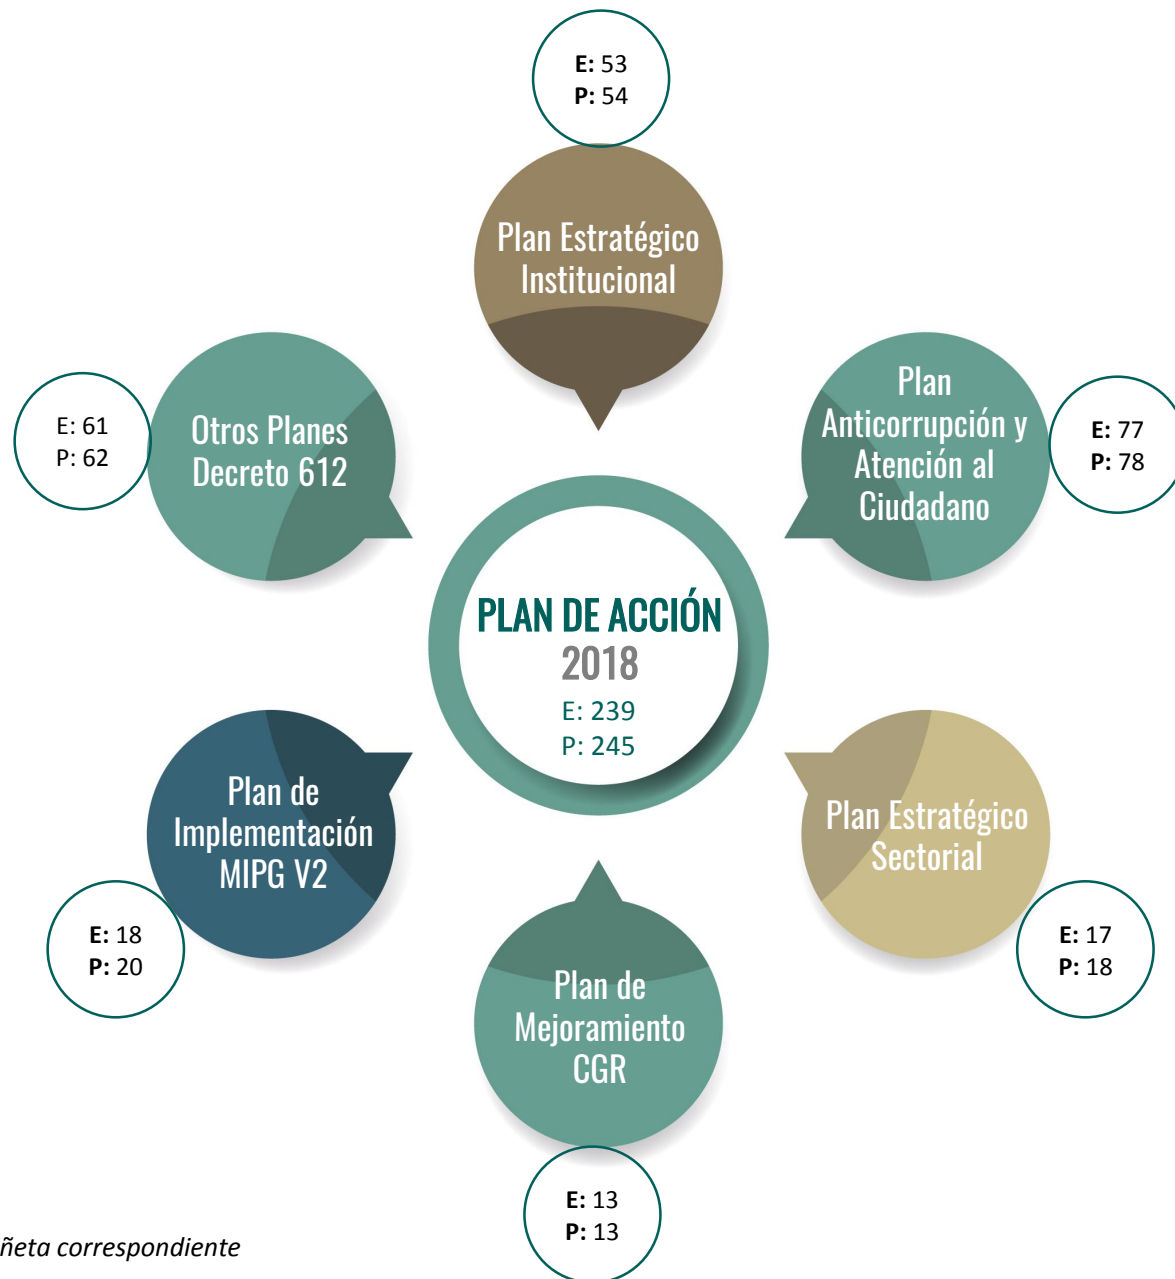 E: 53
P: 54
Plan Estratégico
Institucional
Otros Planes
Decreto 612
E: 61
P: 62
Plan
Anticorrupción y
Atención al
Ciudadano
E: 77
P: 78
PLAN DE ACCIÓN
2018
E: 239
P: 245
Plan de
Implementación
MIPG V2
E: 18
P: 20
Plan Estratégico
Sectorial
E: 17
P: 18
Plan de
Mejoramiento
CGR
E: 13
P: 13
ñeta correspondiente